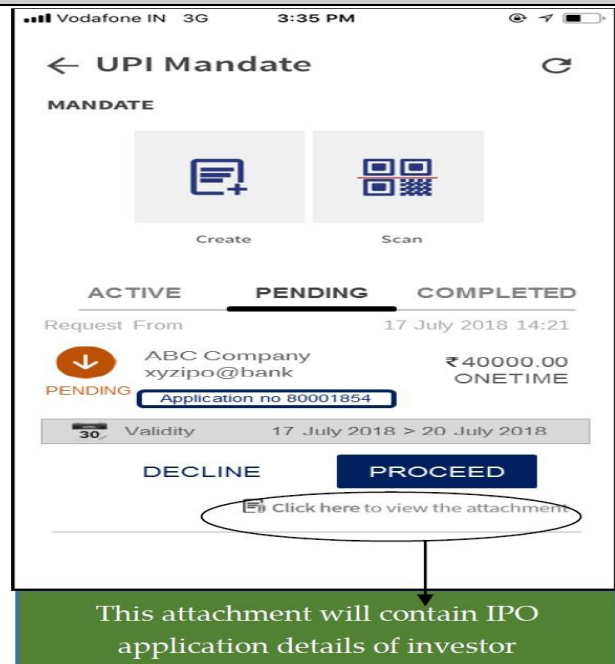 Vodafone IN 3G 3:35 PM
← UPI Mandate
MANDATE
Create Scan
ACTIVE PENDING COMPLETED
Request From 17 July 2018 14:21
ABC Company ₹40000.00
xyzipo@bank ONETIME
PENDING
Application no 80001854
30 Validity 17 July 2018 > 20 July 2018
DECLINE PROCEED
Click here to view the attachment
This attachment will contain IPO
application details of investor